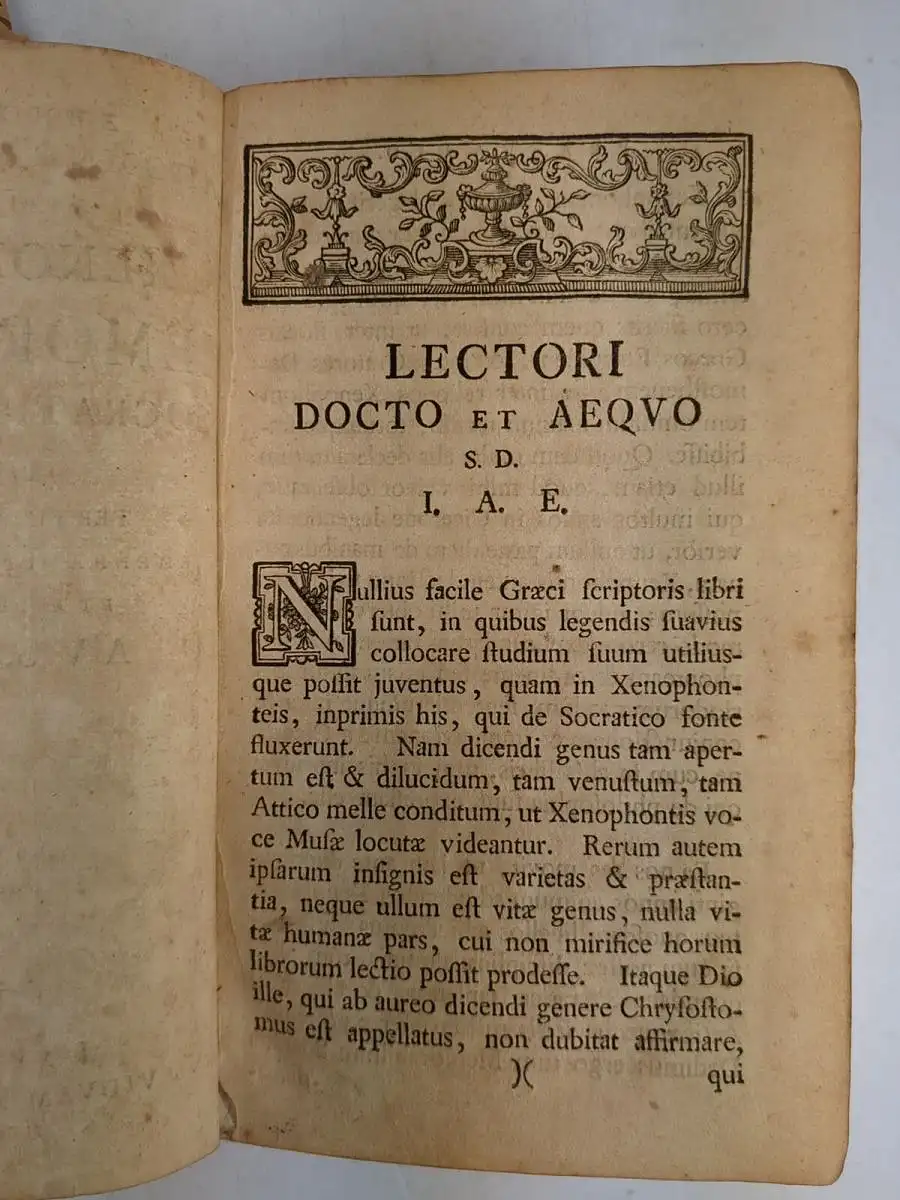 LECTORI
DOCTO ET AEQVO
S. D.
I. A. E.
Nullius facile Græci ſcriptoris libri
ſunt, in quibus legendis ſuavius
collocare ſtudium ſuum utilius-
que poſſit juventus, quam in Xenophon-
teis, inprimis his, qui de Socratico fonte
fluxerunt. Nam dicendi genus tam aper-
tum eſt & dilucidum, tam venuſtum, tam
Attico melle conditum, ut Xenophontis vo-
ce Muſæ locutæ videantur. Rerum autem
ipſarum inſignis eſt varietas & præſtan-
tia, neque ullum eſt vitæ genus, nulla vi-
tæ humanæ pars, cui non mirifice horum
librorum lectio poſſit prodeſſe. Itaque Dio
ille, qui ab aureo dicendi genere Chryſoſto-
mus eſt appellatus, non dubitat affirmare,
)( qui